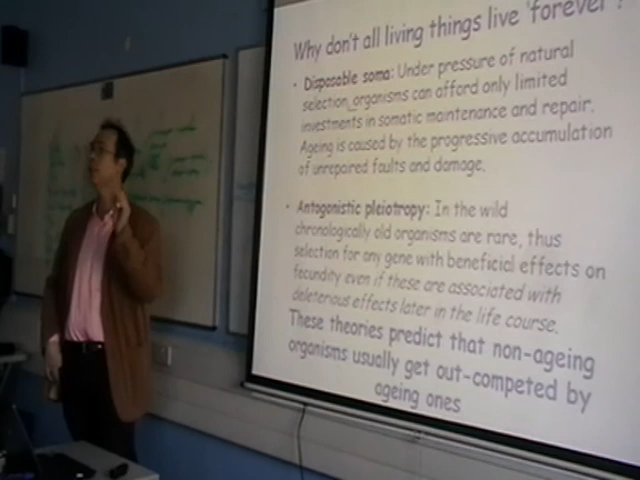 Why don't all living things live 'forever'?
• Disposable soma: Under pressure of natural
selection organisms can afford only limited
investments in somatic maintenance and repair.
Ageing is caused by the progressive accumulation
of unrepaired faults and damage.
• Antagonistic pleiotropy: In the wild
chronologically old organisms are rare, thus
selection for any gene with beneficial effects on
fecundity even if these are associated with
deleterious effects later in the life course.
These theories predict that non-ageing
organisms usually get out-competed by
ageing ones